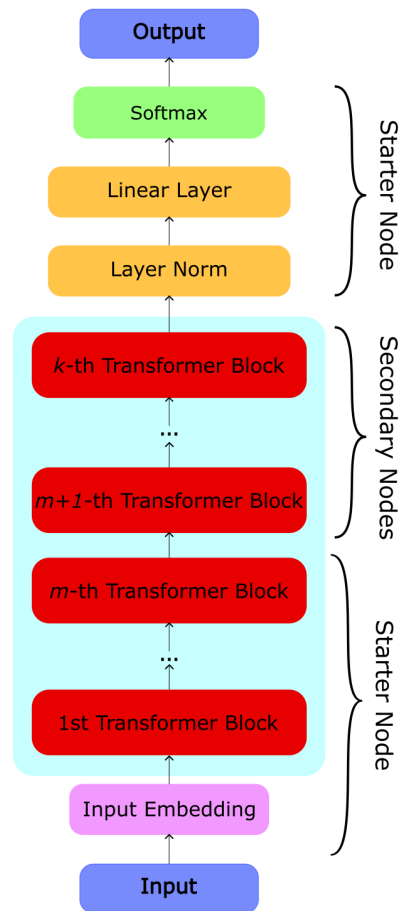 Output
Softmax
Linear Layer
Layer Norm
Starter Node
k-th Transformer Block
...
m+1-th Transformer Block
Secondary Nodes
m-th Transformer Block
...
1st Transformer Block
Input Embedding
Starter Node
Input